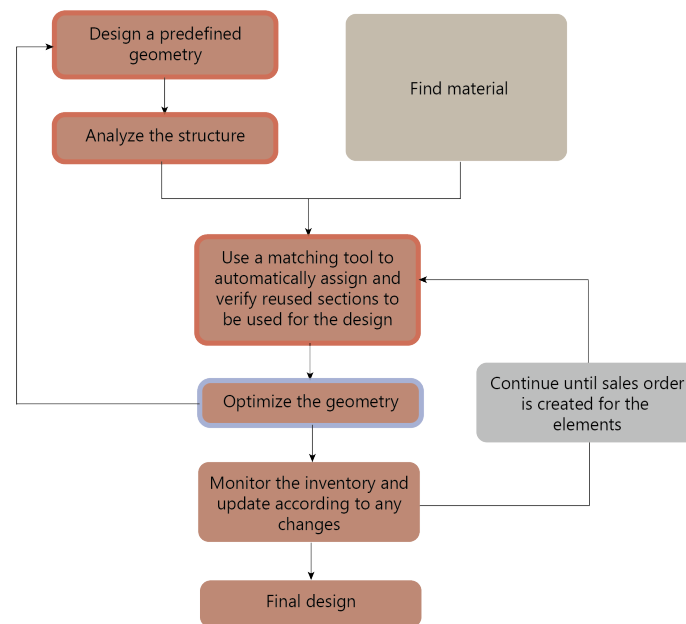 Design a predefined
geometry
Find material
Analyze the structure
Use a matching tool to
automatically assign and
verify reused sections to
be used for the design
Optimize the geometry
Continue until sales order
is created for the
elements
Monitor the inventory and
update according to any
changes
Final design